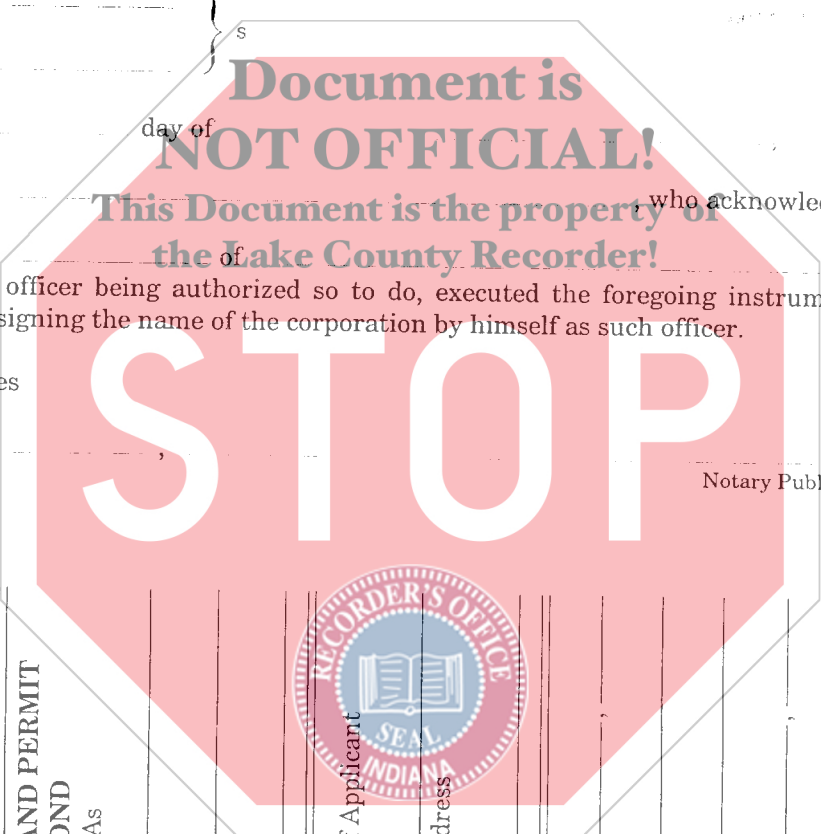 s
Document is
day of
NOT OFFICIAL!
This Document is the property of
, who acknowled
the Lake County Recorder!
of
officer being authorized so to do, executed the foregoing instrum
signing the name of the corporation by himself as such officer.
STOP
es
,
Notary Publ
RECORDER'S OFFICE
SEAL
INDIANA
AND PERMIT
OND
As
f Applicant
dress